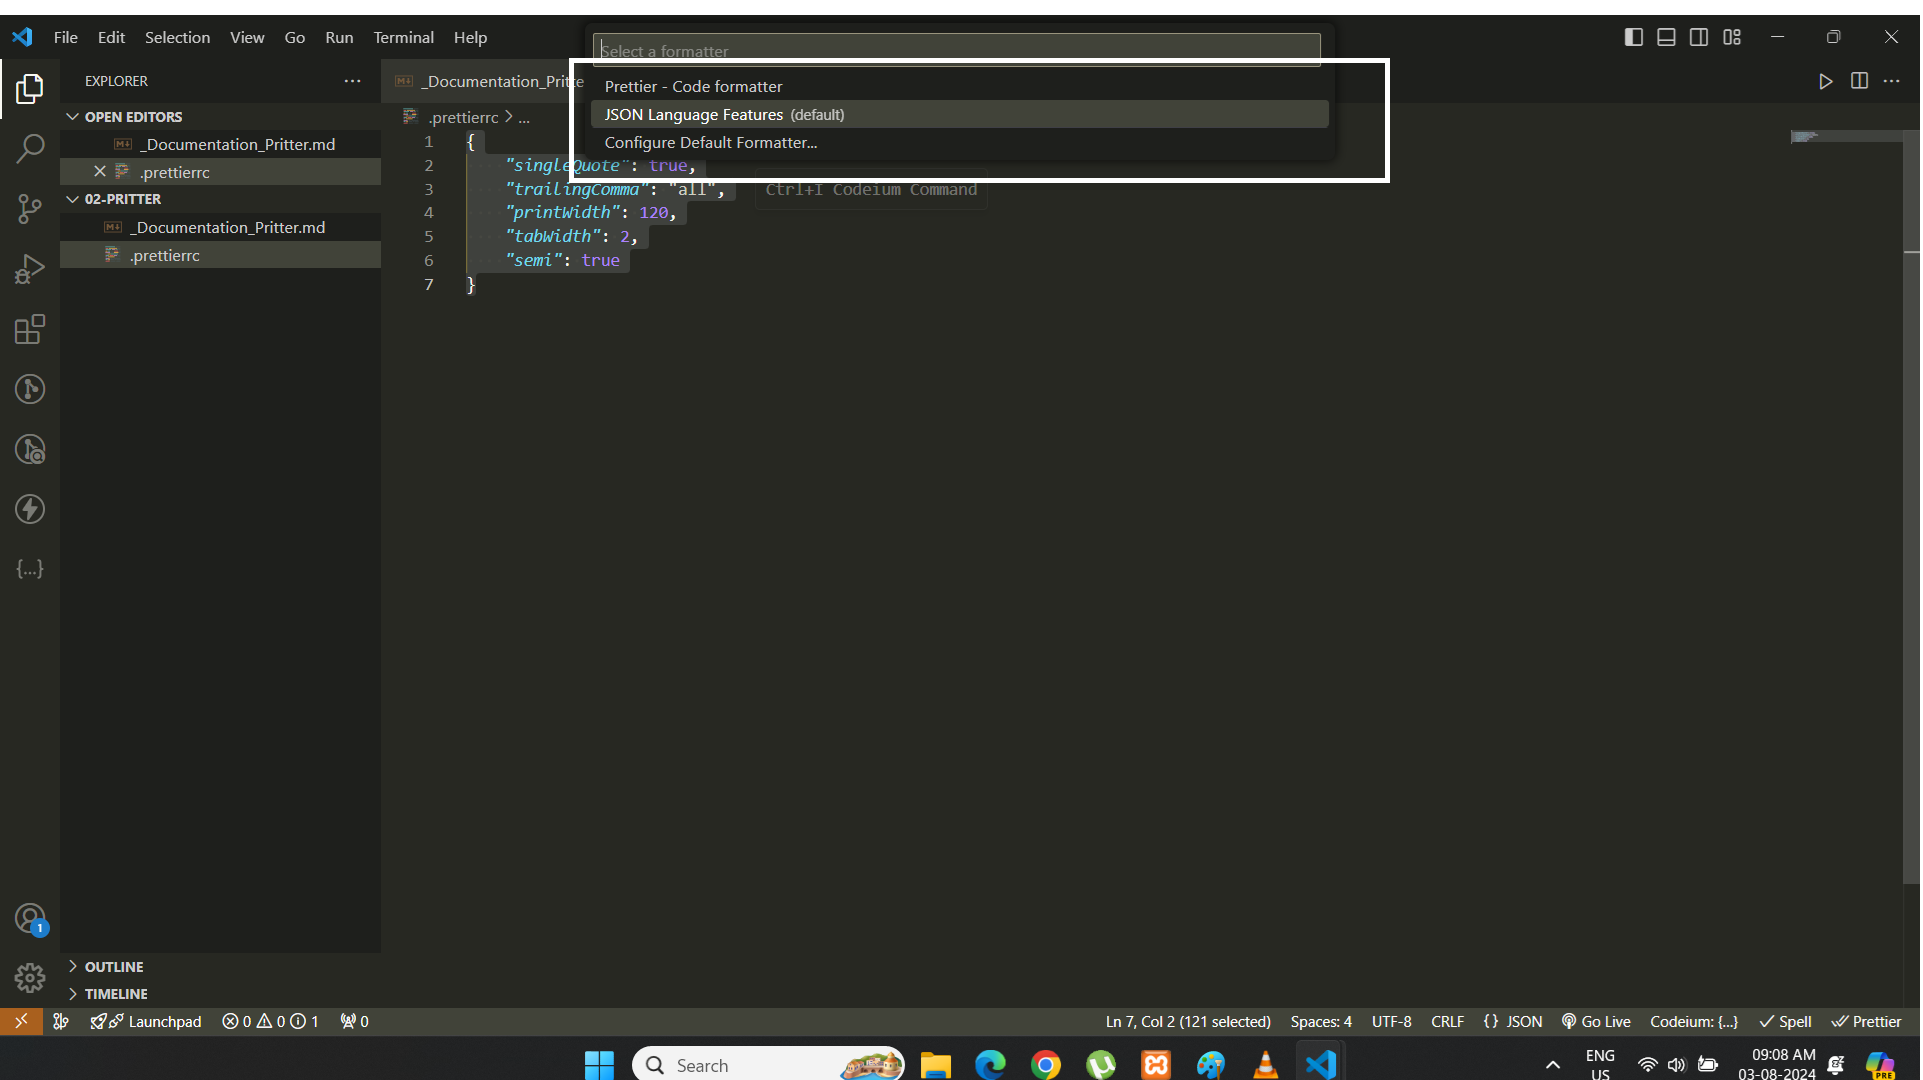 File Edit Selection View Go Run Terminal Help
Select a formatter
Prettier - Code formatter
JSON Language Features (default)
Configure Default Formatter...
EXPLORER
OPEN EDITORS
_Documentation_Pritter.md
.prettierrc
02-PRITTER
_Documentation_Pritter.md
.prettierrc
OUTLINE
TIMELINE
_Documentation_Pritte
.prettierrc > ...
1 {
2 "singleQuote": true,
3 "trailingComma": "all",
4 "printWidth": 120,
5 "tabWidth": 2,
6 "semi": true
7 }
Ctrl+I Codeium Command
1
Launchpad 0 0 1 0
Ln 7, Col 2 (121 selected) Spaces: 4 UTF-8 CRLF {} JSON Go Live Codeium: {...} Spell Prettier
Search
ENG
US
09:08 AM
03-08-2024
PRE